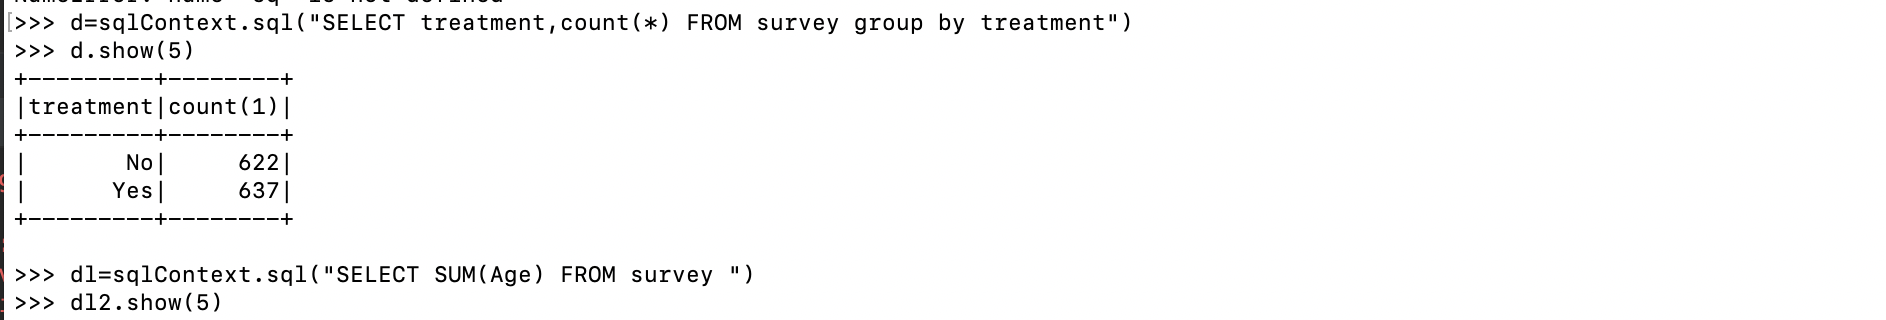 >>> d=sqlContext.sql("SELECT treatment,count(*) FROM survey group by treatment")
>>> d.show(5)
+---------+--------+
|treatment|count(1)|
+---------+--------+
|       No|     622|
|      Yes|     637|
+---------+--------+
>>> dl=sqlContext.sql("SELECT SUM(Age) FROM survey ")
>>> dl2.show(5)